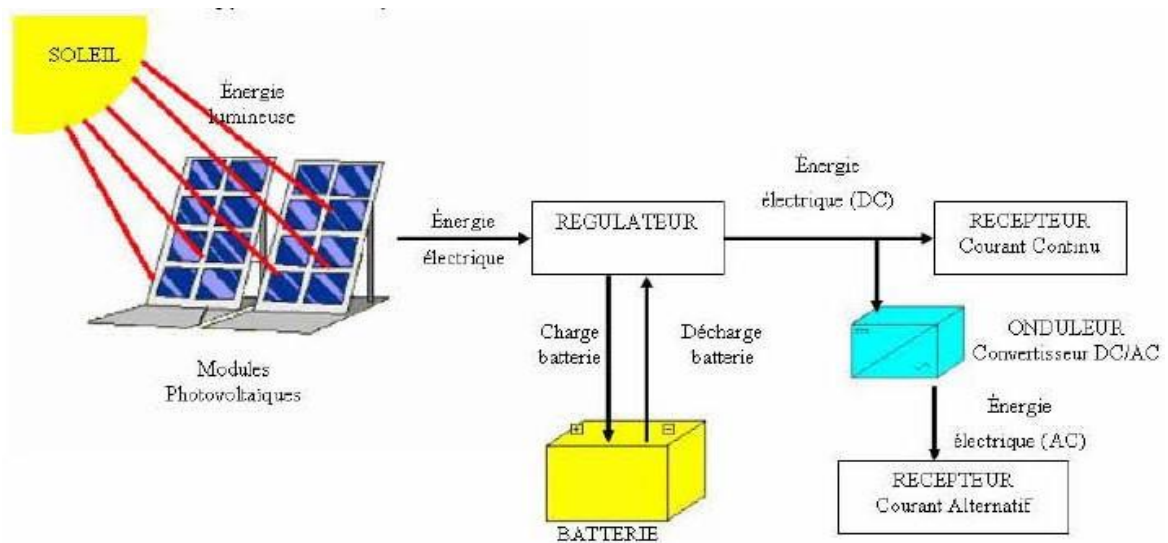 SOLEIL
Énergie
lumineuse
Modules
Photovoltaïques
Énergie
électrique
REGULATEUR
Charge
batterie
Décharge
batterie
BATTERIE
Énergie
électrique (DC)
RECEPTEUR
Courant Continu
ONDULEUR
Convertisseur DC/AC
Énergie
électrique (AC)
RECEPTEUR
Courant Alternatif